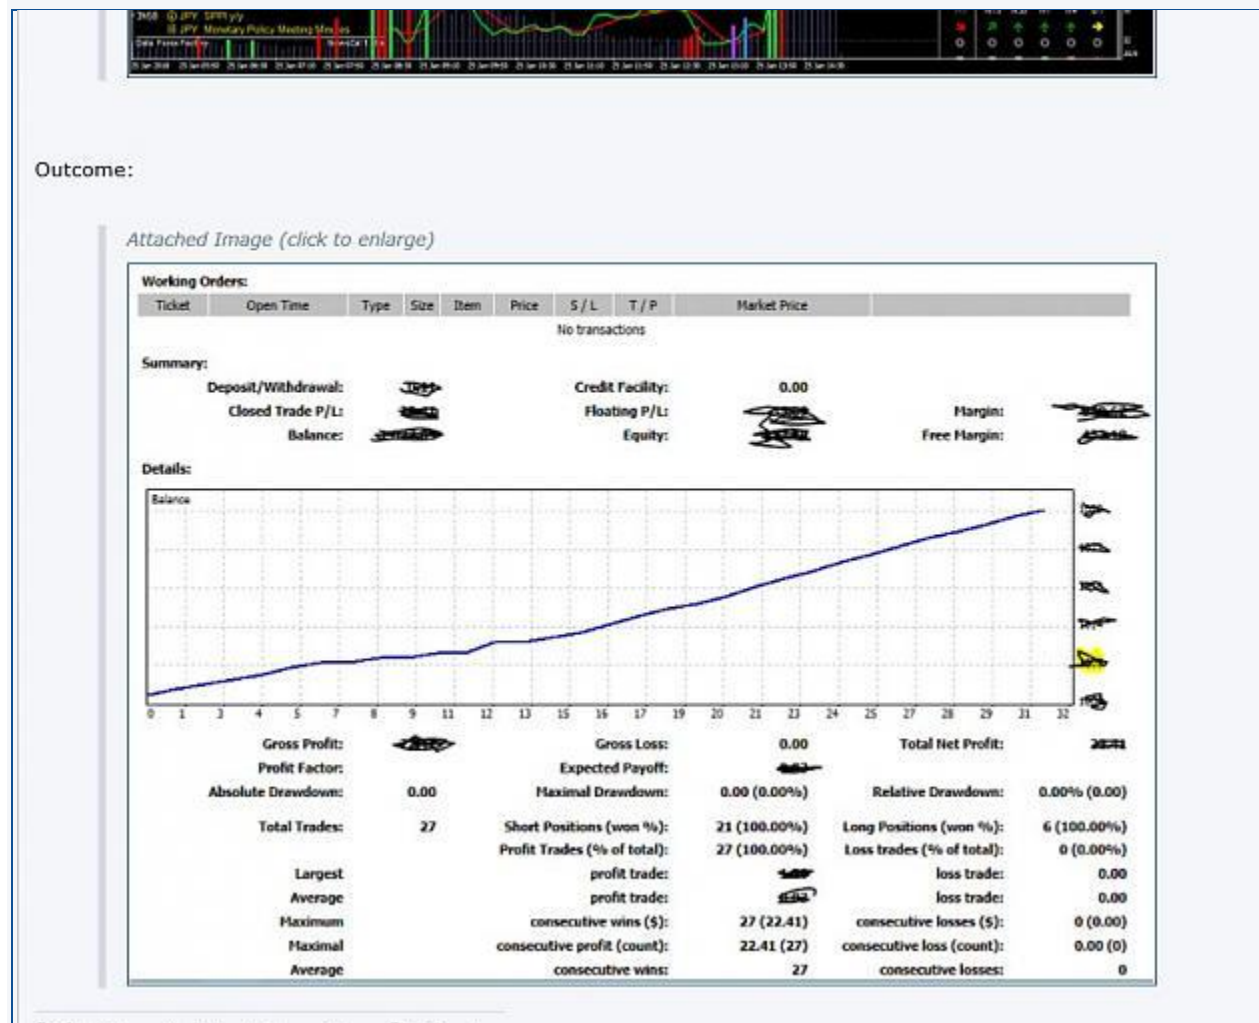 JPY SPPI y/y
JPY Monetary Policy Meeting Minutes
Outcome:
Attached Image (click to enlarge)
Working Orders:
Ticket Open Time Type Size Item Price S / L T / P Market Price
No transactions
Summary:
Deposit/Withdrawal: Credit Facility: 0.00
Closed Trade P/L: Floating P/L: Margin:
Balance: Equity: Free Margin:
Details:
Balance
0 1 3 4 5 7 8 9 11 12 13 15 16 17 19 20 21 23 24 25 27 28 29 31 32
Gross Profit: Gross Loss: 0.00 Total Net Profit:
Profit Factor: Expected Payoff:
Absolute Drawdown: 0.00 Maximal Drawdown: 0.00 (0.00%) Relative Drawdown: 0.00% (0.00)
Total Trades: 27 Short Positions (won %): 21 (100.00%) Long Positions (won %): 6 (100.00%)
Profit Trades (% of total): 27 (100.00%) Loss trades (% of total): 0 (0.00%)
Largest profit trade: loss trade: 0.00
Average profit trade: loss trade: 0.00
Maximum consecutive wins ($): 27 (22.41) consecutive losses ($): 0 (0.00)
Maximal consecutive profit (count): 22.41 (27) consecutive loss (count): 0.00 (0)
Average consecutive wins: 27 consecutive losses: 0